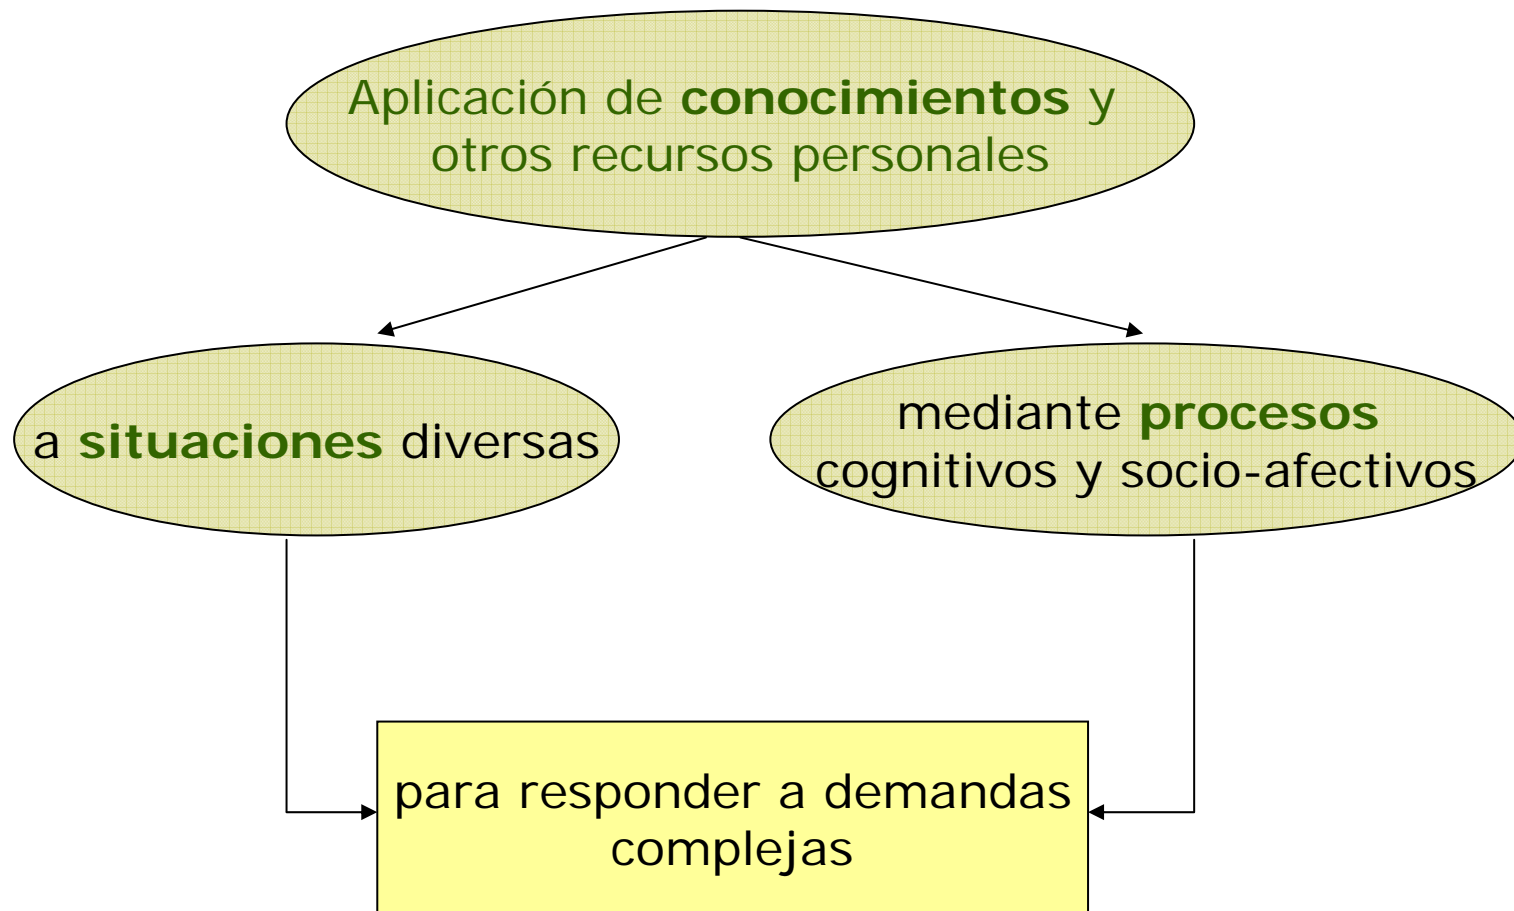 Aplicación de conocimientos y
otros recursos personales
a situaciones diversas
mediante procesos
cognitivos y socio-afectivos
para responder a demandas
complejas